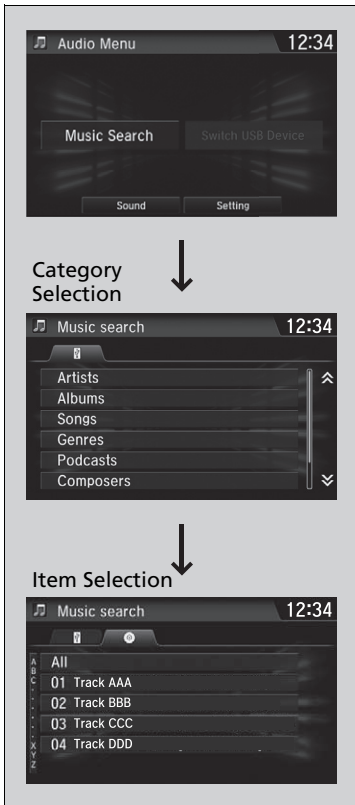 Audio Menu 12:34
Music Search Switch USB Device
Sound Setting
Category
Selection
Music search 12:34
Artists
Albums
Songs
Genres
Podcasts
Composers
Item Selection
Music search 12:34
A
B
C
All
01 Track AAA
02 Track BBB
03 Track CCC
04 Track DDD
X
Y
Z